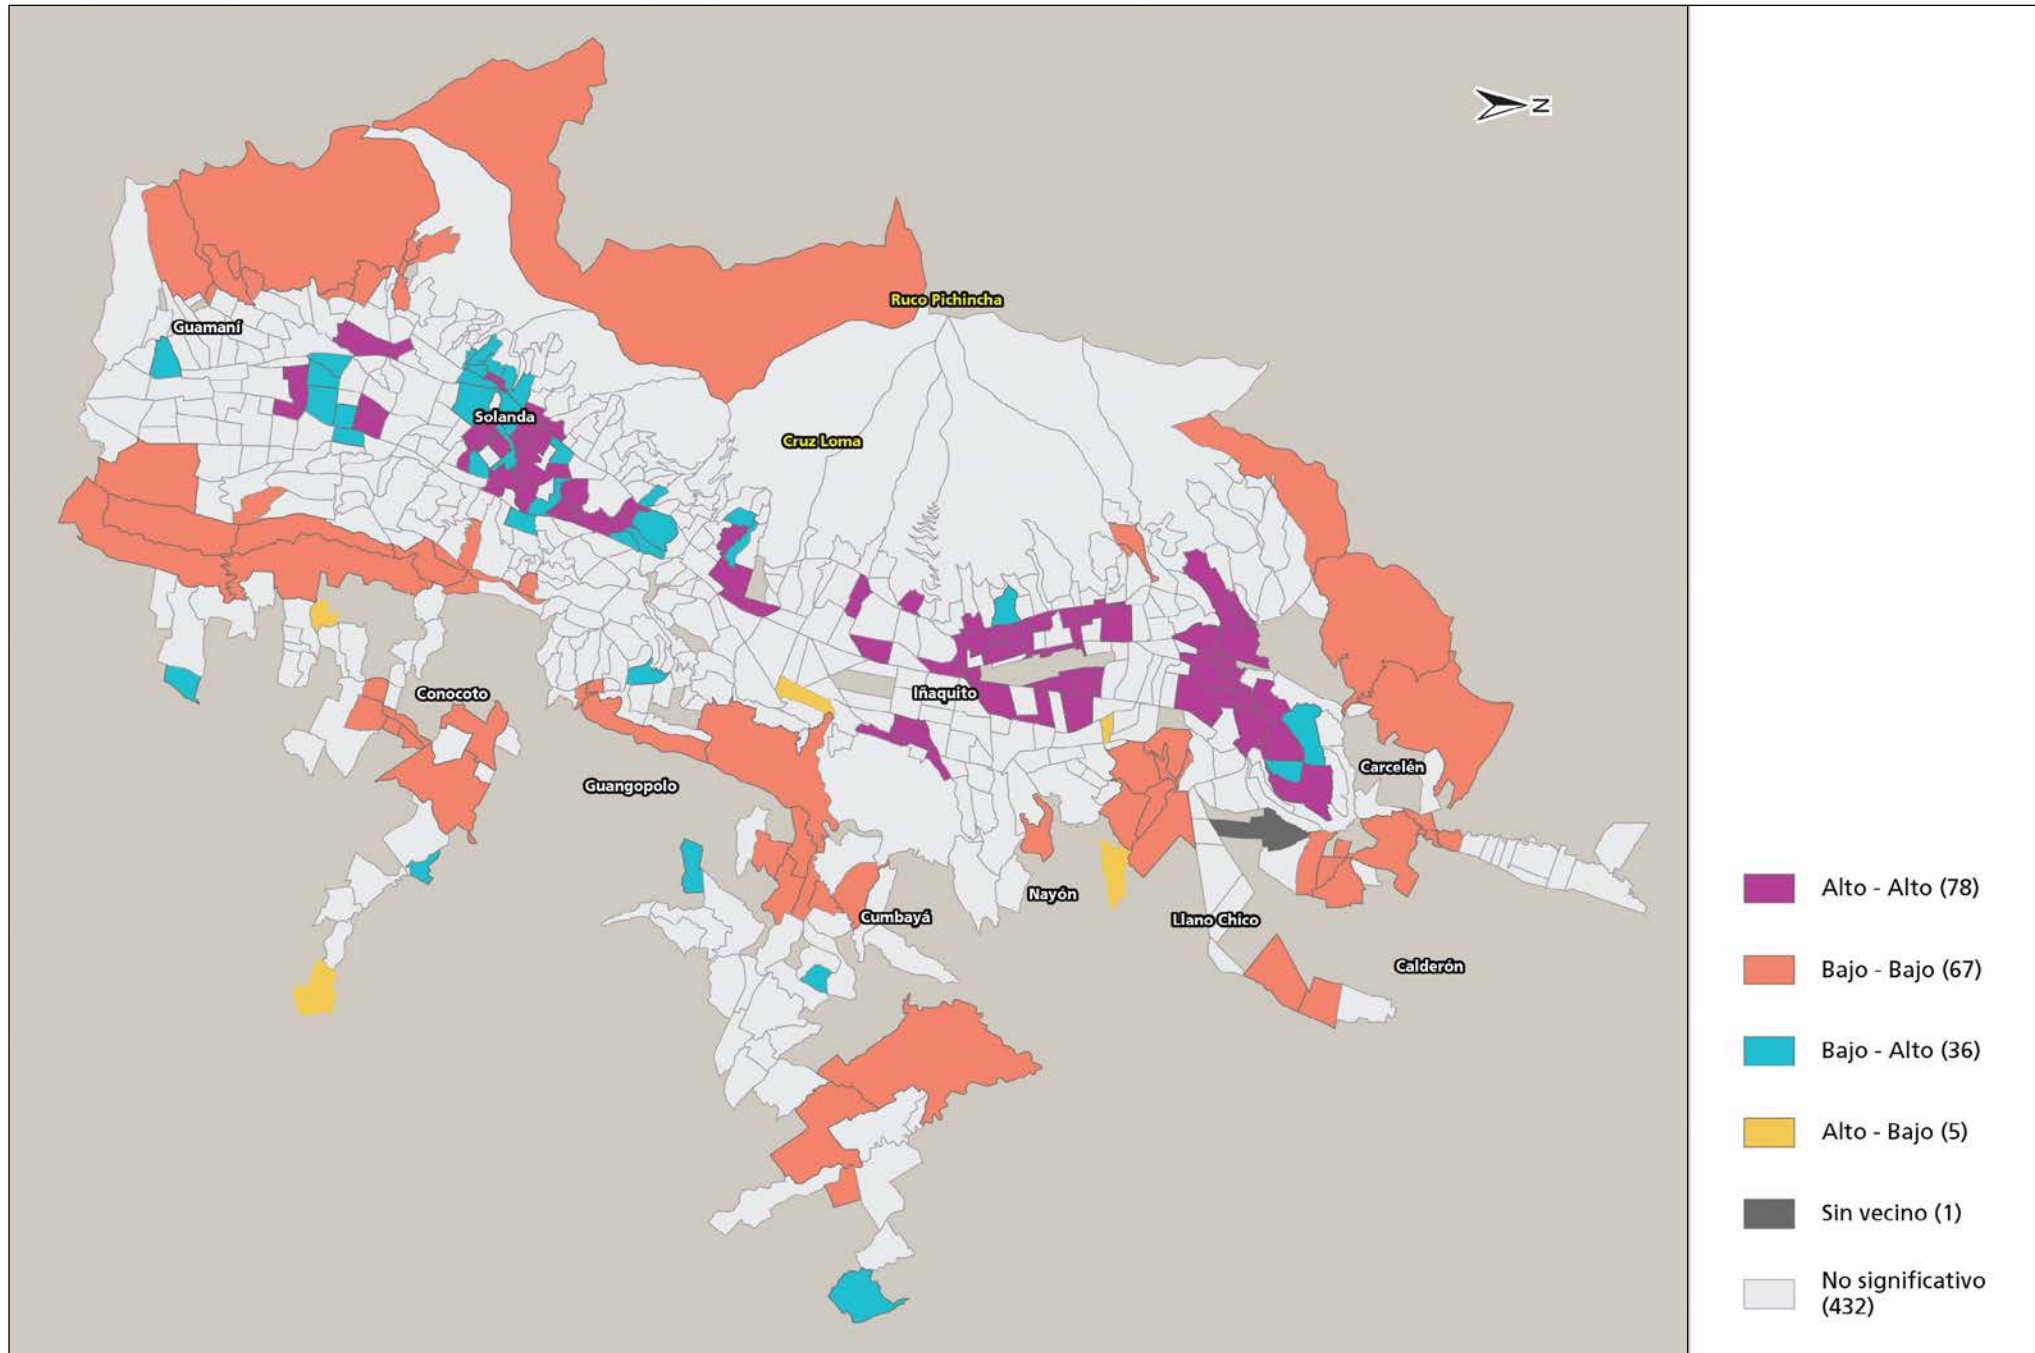 N
Ruco Pichincha
Guamaní
Solanda
Cruz Loma
Conocoto
Iñaquito
Guangopolo
Carcelén
Nayón
Cumbayá
Llano Chico
Calderón
Alto - Alto (78)
Bajo - Bajo (67)
Bajo - Alto (36)
Alto - Bajo (5)
Sin vecino (1)
No significativo
(432)